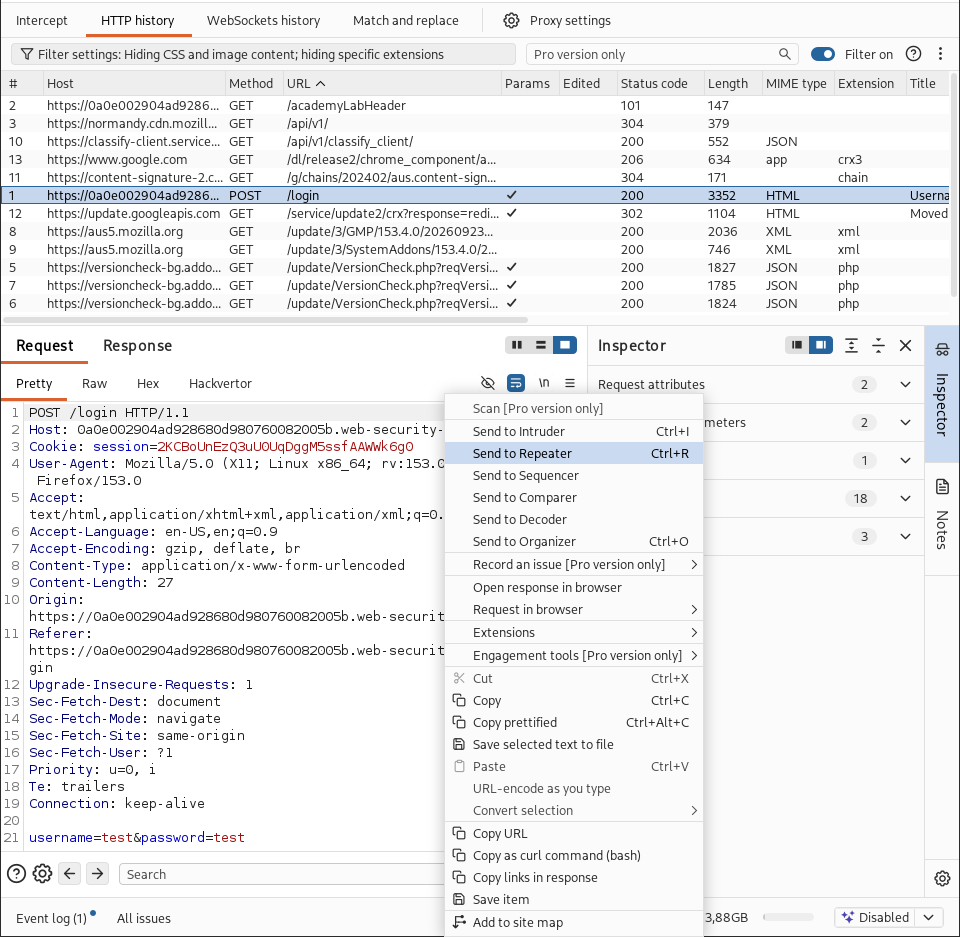 Intercept HTTP history WebSockets history Match and replace Proxy settings
Filter settings: Hiding CSS and image content; hiding specific extensions Pro version only Filter on
# Host Method URL Params Edited Status code Length MIME type Extension Title
2 https://0a0e002904ad9286... GET /academyLabHeader 101 147
3 https://normandy.cdn.mozill... GET /api/v1/ 304 379
10 https://classify-client.service... GET /api/v1/classify_client/ 200 552 JSON
13 https://www.google.com GET /dl/release2/chrome_component/a... 206 634 app crx3
11 https://content-signature-2.c... GET /g/chains/202402/aus.content-sign... 304 171 chain
1 https://0a0e002904ad9286... POST /login ✓ 200 3352 HTML Userna
12 https://update.googleapis.com GET /service/update2/crx?response=redi... ✓ 302 1104 HTML Moved
8 https://aus5.mozilla.org GET /update/3/GMP/153.4.0/20260923... 200 2036 XML xml
9 https://aus5.mozilla.org GET /update/3/SystemAddons/153.4.0/2... 200 746 XML xml
5 https://versioncheck-bg.addo... GET /update/VersionCheck.php?reqVersi... ✓ 200 1827 JSON php
7 https://versioncheck-bg.addo... GET /update/VersionCheck.php?reqVersi... ✓ 200 1785 JSON php
6 https://versioncheck-bg.addo... GET /update/VersionCheck.php?reqVersi... ✓ 200 1824 JSON php
Request Response
Pretty Raw Hex Hackvertor \n
1 POST /login HTTP/1.1
2 Host: 0a0e002904ad928680d980760082005b.web-security-
3 Cookie: session=2KCBoUnEzQ3uU0UqDggM5ssfAAWWk6g0
4 User-Agent: Mozilla/5.0 (X11; Linux x86_64; rv:153.0
Firefox/153.0
5 Accept:
text/html,application/xhtml+xml,application/xml;q=0.
6 Accept-Language: en-US,en;q=0.9
7 Accept-Encoding: gzip, deflate, br
8 Content-Type: application/x-www-form-urlencoded
9 Content-Length: 27
10 Origin:
https://0a0e002904ad928680d980760082005b.web-securit
11 Referer:
https://0a0e002904ad928680d980760082005b.web-securit
gin
12 Upgrade-Insecure-Requests: 1
13 Sec-Fetch-Dest: document
14 Sec-Fetch-Mode: navigate
15 Sec-Fetch-Site: same-origin
16 Sec-Fetch-User: ?1
17 Priority: u=0, i
18 Te: trailers
19 Connection: keep-alive
20
21 username=test&password=test
Search
Scan [Pro version only]
Send to Intruder Ctrl+I
Send to Repeater Ctrl+R
Send to Sequencer
Send to Comparer
Send to Decoder
Send to Organizer Ctrl+O
Record an issue [Pro version only]
Open response in browser
Request in browser
Extensions
Engagement tools [Pro version only]
Cut Ctrl+X
Copy Ctrl+C
Copy prettified Ctrl+Alt+C
Save selected text to file
Paste Ctrl+V
URL-encode as you type
Convert selection
Copy URL
Copy as curl command (bash)
Copy links in response
Save item
Add to site map
Inspector
Request attributes 2
meters 2
1
18
3
Inspector
Notes
Event log (1) All issues 3,88GB Disabled